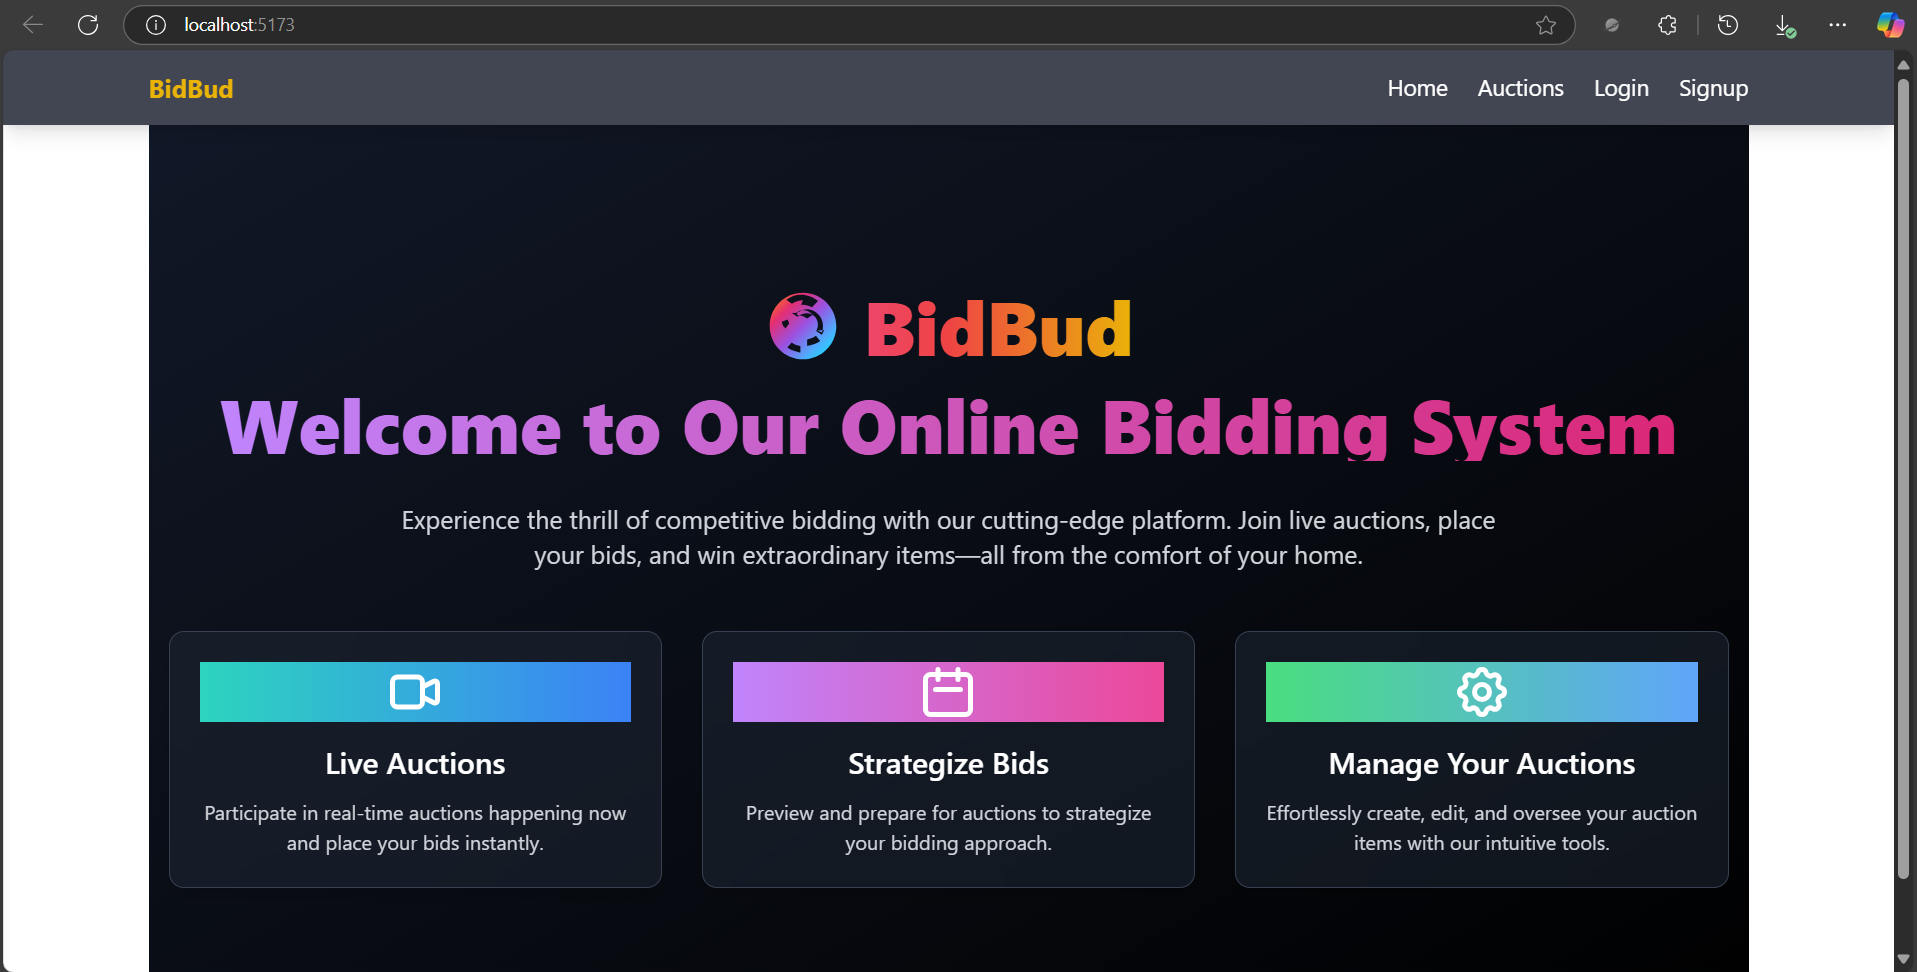 localhost:5173
BidBud
Home Auctions Login Signup
BidBud
Welcome to Our Online Bidding System
Experience the thrill of competitive bidding with our cutting-edge platform. Join live auctions, place
your bids, and win extraordinary items—all from the comfort of your home.
Live Auctions
Participate in real-time auctions happening now
and place your bids instantly.
Strategize Bids
Preview and prepare for auctions to strategize
your bidding approach.
Manage Your Auctions
Effortlessly create, edit, and oversee your auction
items with our intuitive tools.